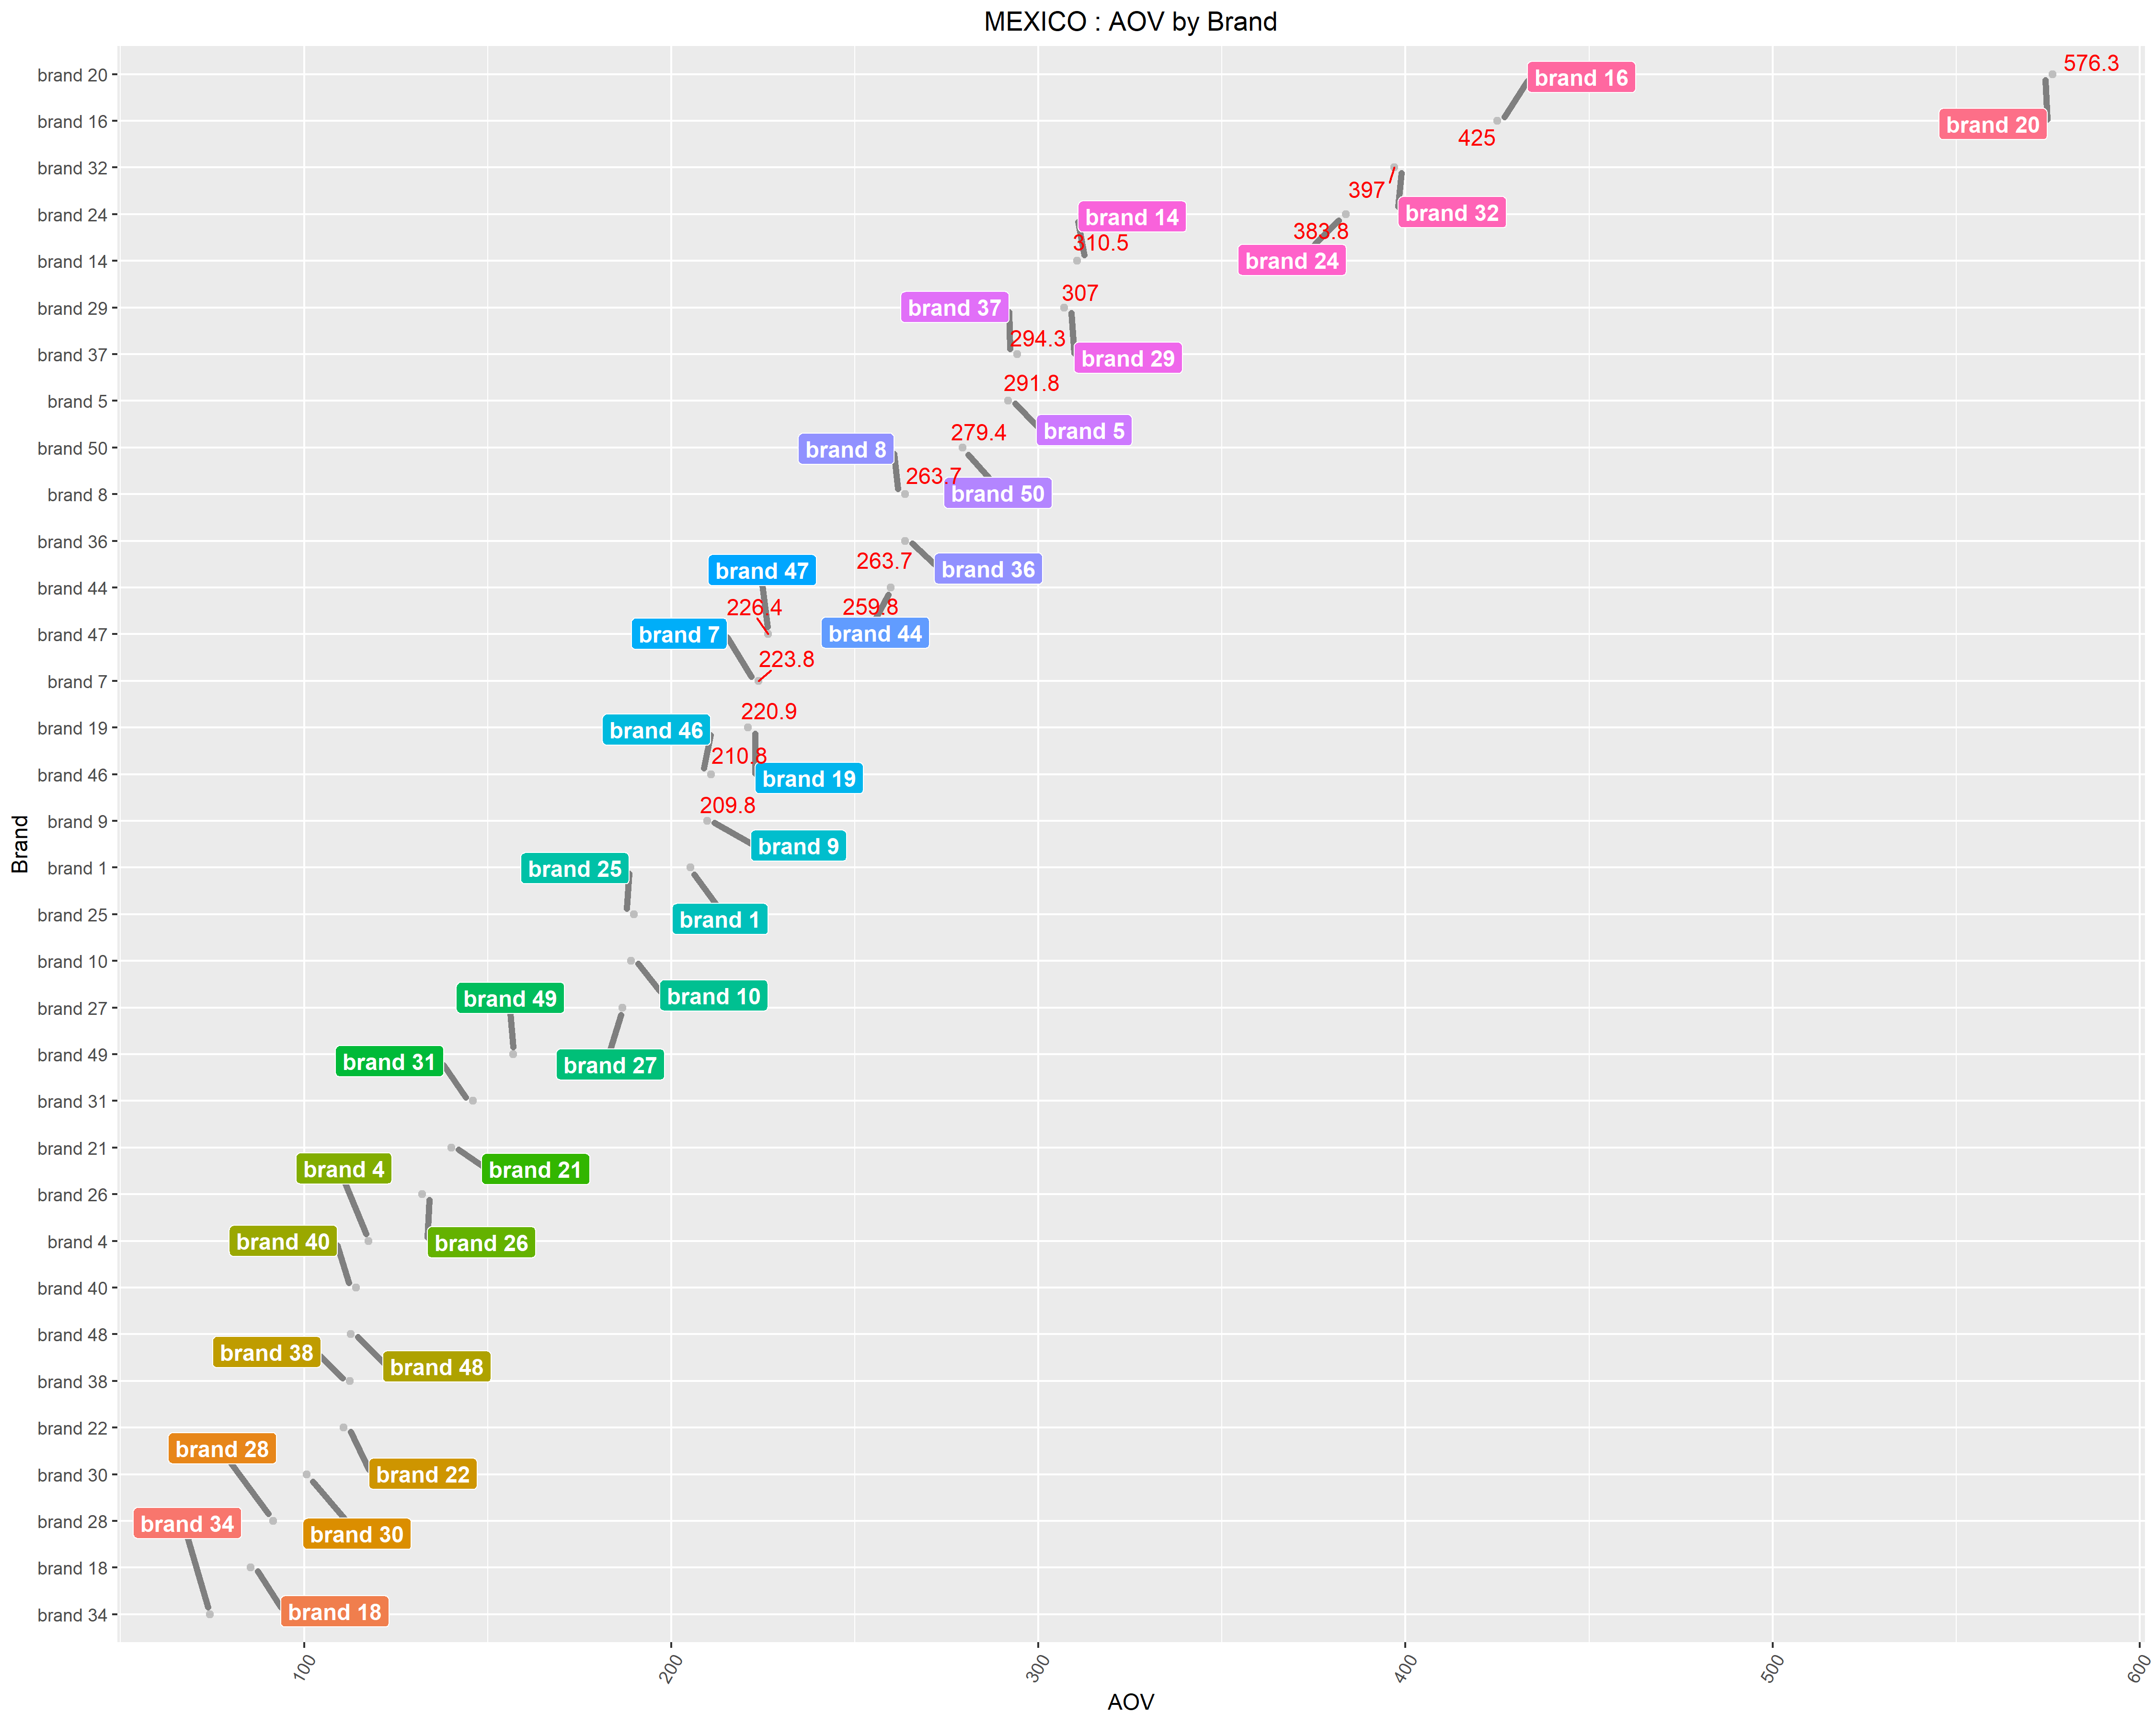 MEXICO : AOV by Brand
brand 20
576.3
brand 16
brand 16
425
brand 20
brand 32
397
brand 24
brand 14
brand 32
310.5
383.8
brand 14
brand 24
brand 29
brand 37
307
brand 37
294.3
brand 29
brand 5
291.8
brand 5
brand 50
brand 8
279.4
brand 8
263.7
brand 50
brand 36
263.7
brand 36
brand 44
brand 47
226.4
259.8
brand 47
brand 7
brand 44
brand 7
223.8
brand 19
brand 46
220.9
brand 46
210.8
brand 19
brand 9
209.8
brand 9
brand 1
brand 25
brand 25
brand 1
brand 10
brand 10
brand 27
brand 49
brand 49
brand 31
brand 27
brand 31
brand 21
brand 4
brand 21
brand 26
brand 4
brand 40
brand 26
brand 40
brand 48
brand 38
brand 48
brand 38
brand 22
brand 28
brand 22
brand 30
brand 28
brand 34
brand 30
brand 18
brand 34
brand 18
Brand
100
200
300
400
500
600
AOV